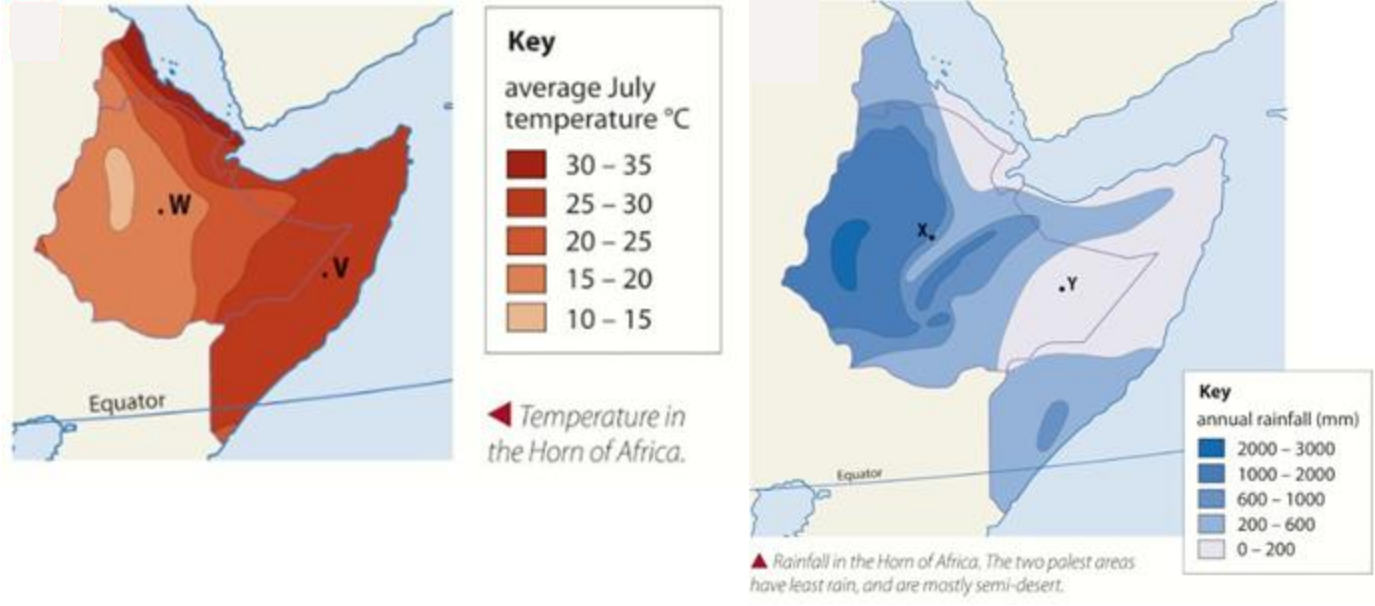 Key
average July
temperature °C
30 – 35
25 – 30
20 – 25
15 – 20
10 – 15
W
V
Equator
Temperature in
the Horn of Africa.
X
Y
Equator
Key
annual rainfall (mm)
2000 – 3000
1000 – 2000
600 – 1000
200 – 600
0 – 200
Rainfall in the Horn of Africa. The two palest areas
have least rain, and are mostly semi-desert.